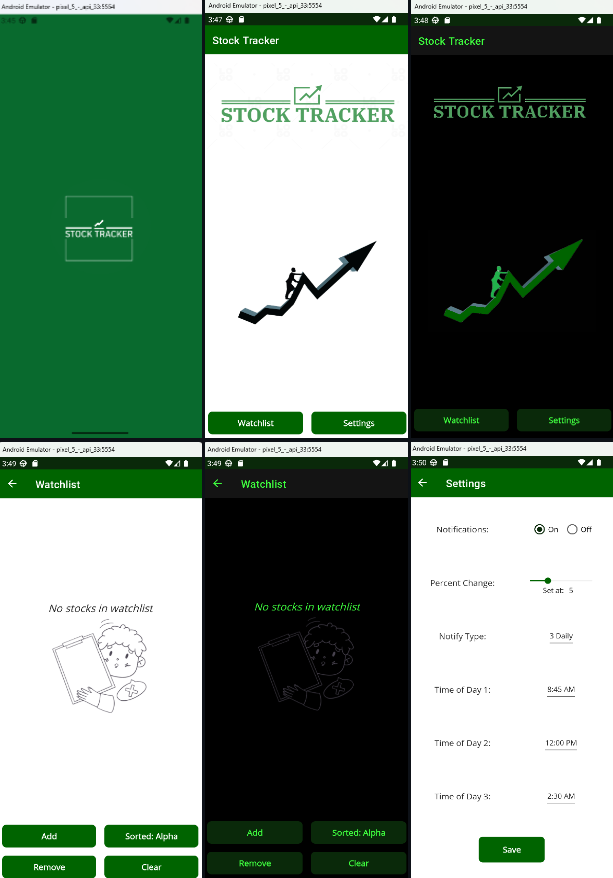 Android Emulator - pixel_5_-_api_33:5554
3:46
STOCK TRACKER
Android Emulator - pixel_5_-_api_33:5554
3:47
Stock Tracker
STOCK TRACKER
Watchlist
Settings
Android Emulator - pixel_5_-_api_33:5554
3:48
Stock Tracker
STOCK TRACKER
Watchlist
Settings
Android Emulator - pixel_5_-_api_33:5554
3:49
Watchlist
No stocks in watchlist
Add
Sorted: Alpha
Remove
Clear
Android Emulator - pixel_5_-_api_33:5554
3:49
Watchlist
No stocks in watchlist
Add
Sorted: Alpha
Remove
Clear
Android Emulator - pixel_5_-_api_33:5554
3:50
Settings
Notifications:
On
Off
Percent Change:
Set at: 5
Notify Type:
3 Daily
Time of Day 1:
8:45 AM
Time of Day 2:
12:00 PM
Time of Day 3:
2:30 AM
Save